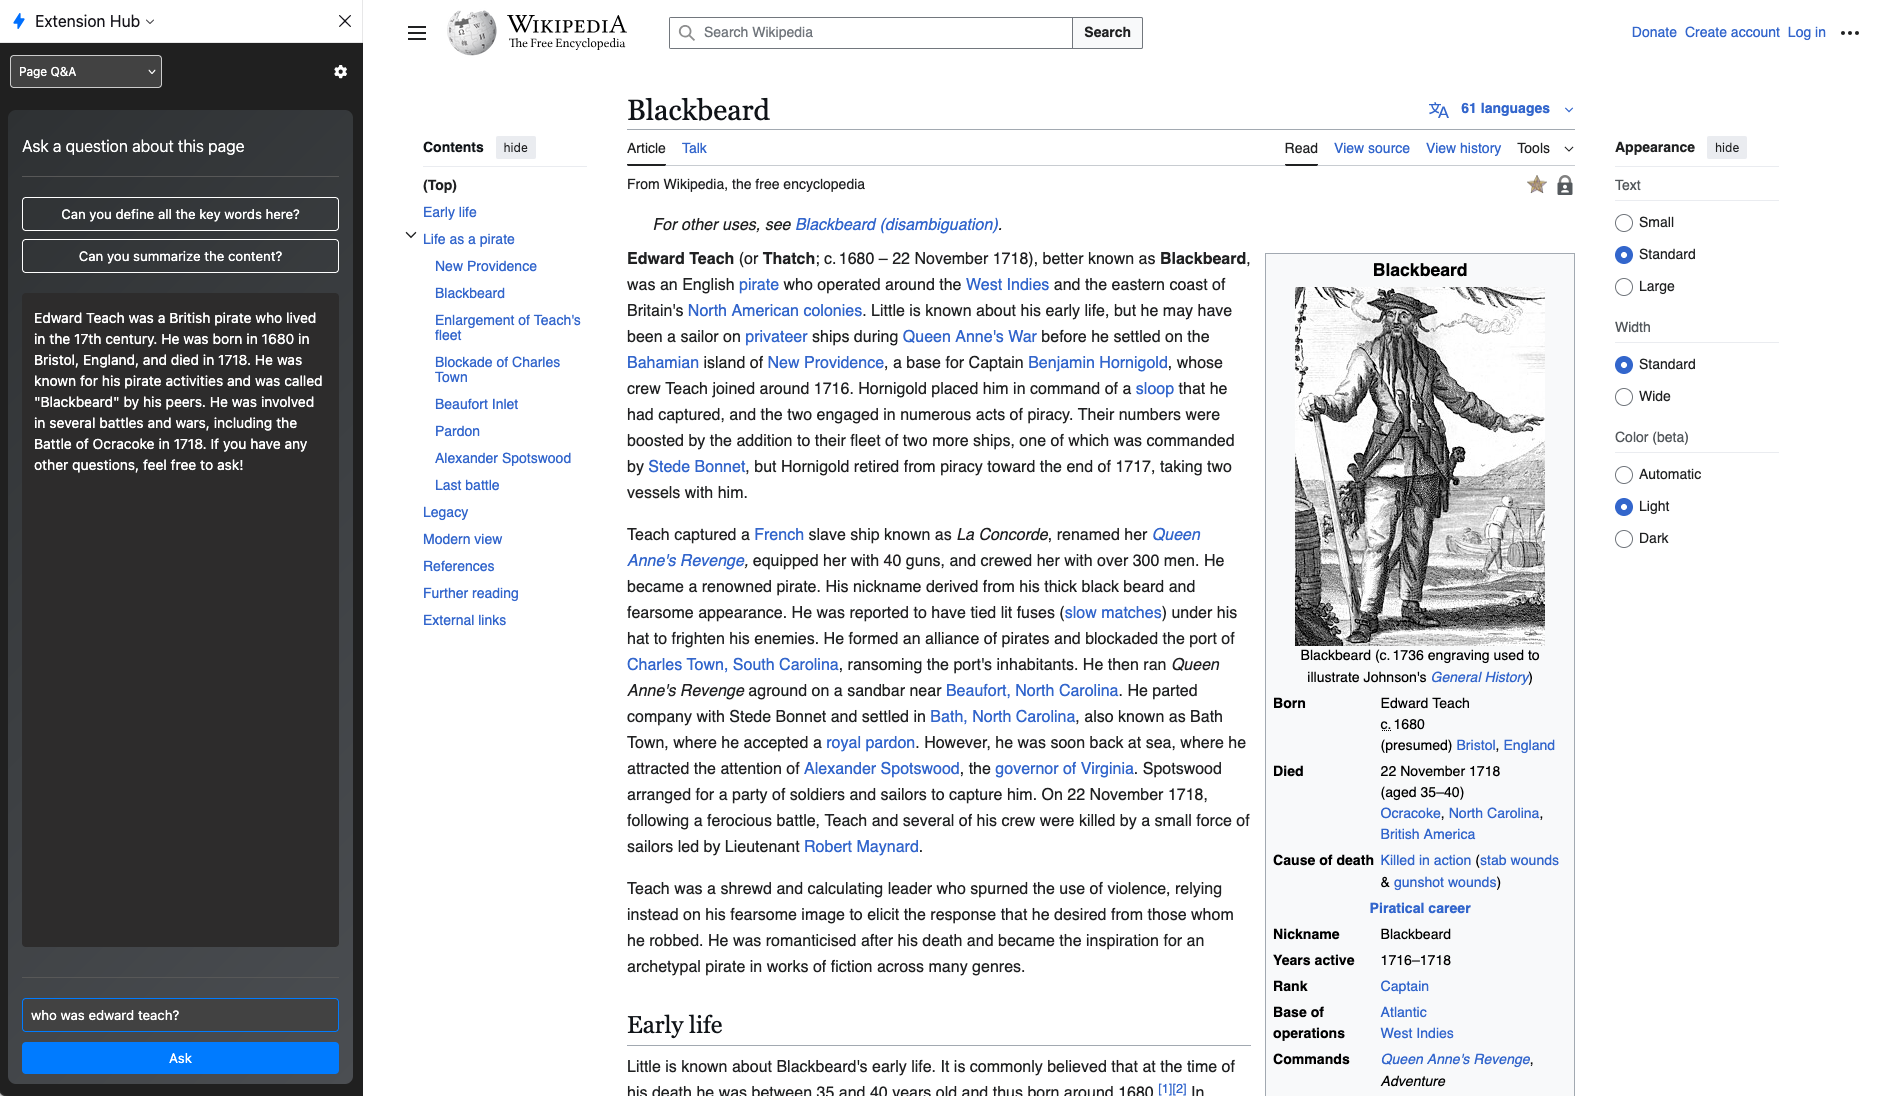 Extension Hub
Page Q&A
Ask a question about this page
Can you define all the key words here?
Can you summarize the content?
Edward Teach was a British pirate who lived
in the 17th century. He was born in 1680 in
Bristol, England, and died in 1718. He was
known for his pirate activities and was called
"Blackbeard" by his peers. He was involved
in several battles and wars, including the
Battle of Ocracoke in 1718. If you have any
other questions, feel free to ask!
who was edward teach?
Ask
WIKIPEDIA
The Free Encyclopedia
Search Wikipedia
Search
Donate Create account Log in
Contents hide
(Top)
Early life
Life as a pirate
New Providence
Blackbeard
Enlargement of Teach's
fleet
Blockade of Charles
Town
Beaufort Inlet
Pardon
Alexander Spotswood
Last battle
Legacy
Modern view
References
Further reading
External links
Blackbeard
61 languages
Article Talk
Read View source View history Tools
From Wikipedia, the free encyclopedia
For other uses, see Blackbeard (disambiguation).
Edward Teach (or Thatch; c. 1680 – 22 November 1718), better known as Blackbeard,
was an English pirate who operated around the West Indies and the eastern coast of
Britain's North American colonies. Little is known about his early life, but he may have
been a sailor on privateer ships during Queen Anne's War before he settled on the
Bahamian island of New Providence, a base for Captain Benjamin Hornigold, whose
crew Teach joined around 1716. Hornigold placed him in command of a sloop that he
had captured, and the two engaged in numerous acts of piracy. Their numbers were
boosted by the addition to their fleet of two more ships, one of which was commanded
by Stede Bonnet, but Hornigold retired from piracy toward the end of 1717, taking two
vessels with him.
Teach captured a French slave ship known as La Concorde, renamed her Queen
Anne's Revenge, equipped her with 40 guns, and crewed her with over 300 men. He
became a renowned pirate. His nickname derived from his thick black beard and
fearsome appearance. He was reported to have tied lit fuses (slow matches) under his
hat to frighten his enemies. He formed an alliance of pirates and blockaded the port of
Charles Town, South Carolina, ransoming the port's inhabitants. He then ran Queen
Anne's Revenge aground on a sandbar near Beaufort, North Carolina. He parted
company with Stede Bonnet and settled in Bath, North Carolina, also known as Bath
Town, where he accepted a royal pardon. However, he was soon back at sea, where he
attracted the attention of Alexander Spotswood, the governor of Virginia. Spotswood
arranged for a party of soldiers and sailors to capture him. On 22 November 1718,
following a ferocious battle, Teach and several of his crew were killed by a small force of
sailors led by Lieutenant Robert Maynard.
Teach was a shrewd and calculating leader who spurned the use of violence, relying
instead on his fearsome image to elicit the response that he desired from those whom
he robbed. He was romanticised after his death and became the inspiration for an
archetypal pirate in works of fiction across many genres.
Early life
Little is known about Blackbeard's early life. It is commonly believed that at the time of
his death he was between 35 and 40 years old and thus born around 1680.[1][2] In
Blackbeard
Blackbeard (c. 1736 engraving used to
illustrate Johnson's General History)
Born Edward Teach
c. 1680
(presumed) Bristol, England
Died 22 November 1718
(aged 35–40)
Ocracoke, North Carolina,
British America
Cause of death Killed in action (stab wounds
& gunshot wounds)
Piratical career
Nickname Blackbeard
Years active 1716–1718
Rank Captain
Base of Atlantic
operations West Indies
Commands Queen Anne's Revenge,
Adventure
Appearance hide
Text
Small
Standard
Large
Width
Standard
Wide
Color (beta)
Automatic
Light
Dark